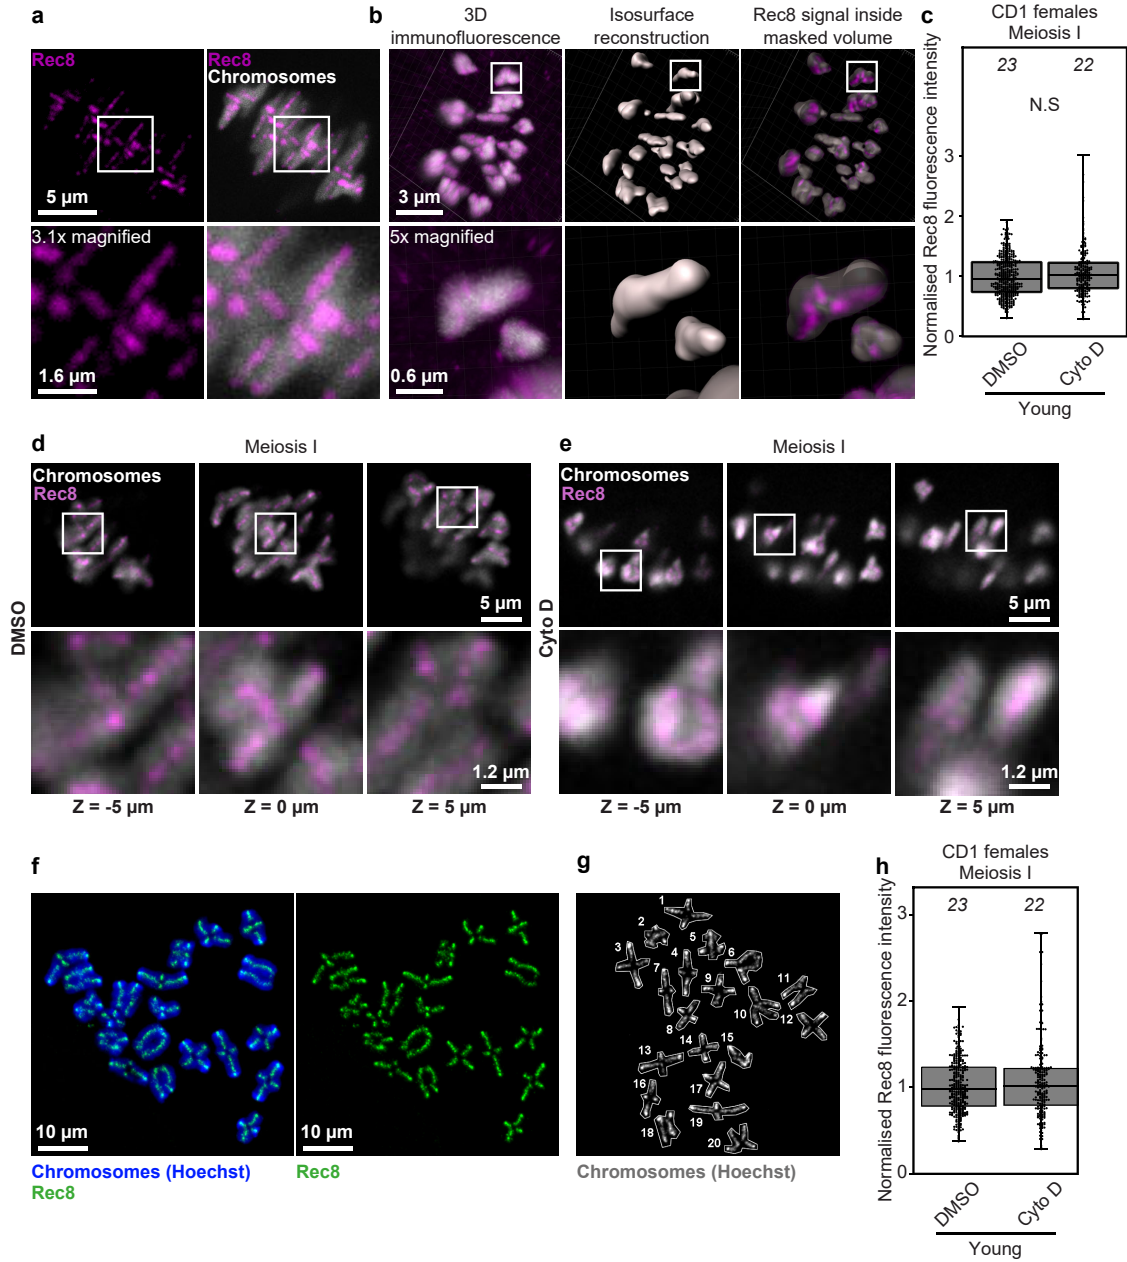 a
Rec8
Rec8
Chromosomes
5 µm
3.1x magnified
1.6 µm
b
3D
immunofluorescence
Isosurface
reconstruction
Rec8 signal inside
masked volume
3 µm
5x magnified
0.6 µm
c
CD1 females
Meiosis I
23
22
N.S
Normalised Rec8 fluorescence intensity
3
2
1
0
DMSO
Cyto D
Young
d
Meiosis I
Chromosomes
Rec8
DMSO
5 µm
1.2 µm
Z = -5 µm
Z = 0 µm
Z = 5 µm
e
Meiosis I
Chromosomes
Rec8
Cyto D
5 µm
1.2 µm
Z = -5 µm
Z = 0 µm
Z = 5 µm
f
10 µm
10 µm
Chromosomes (Hoechst)
Rec8
Rec8
g
1
2
3
4
5
6
7
8
9
10
11
12
13
14
15
16
17
18
19
20
Chromosomes (Hoechst)
h
CD1 females
Meiosis I
23
22
Normalised Rec8 fluorescence intensity
3
2
1
0
DMSO
Cyto D
Young